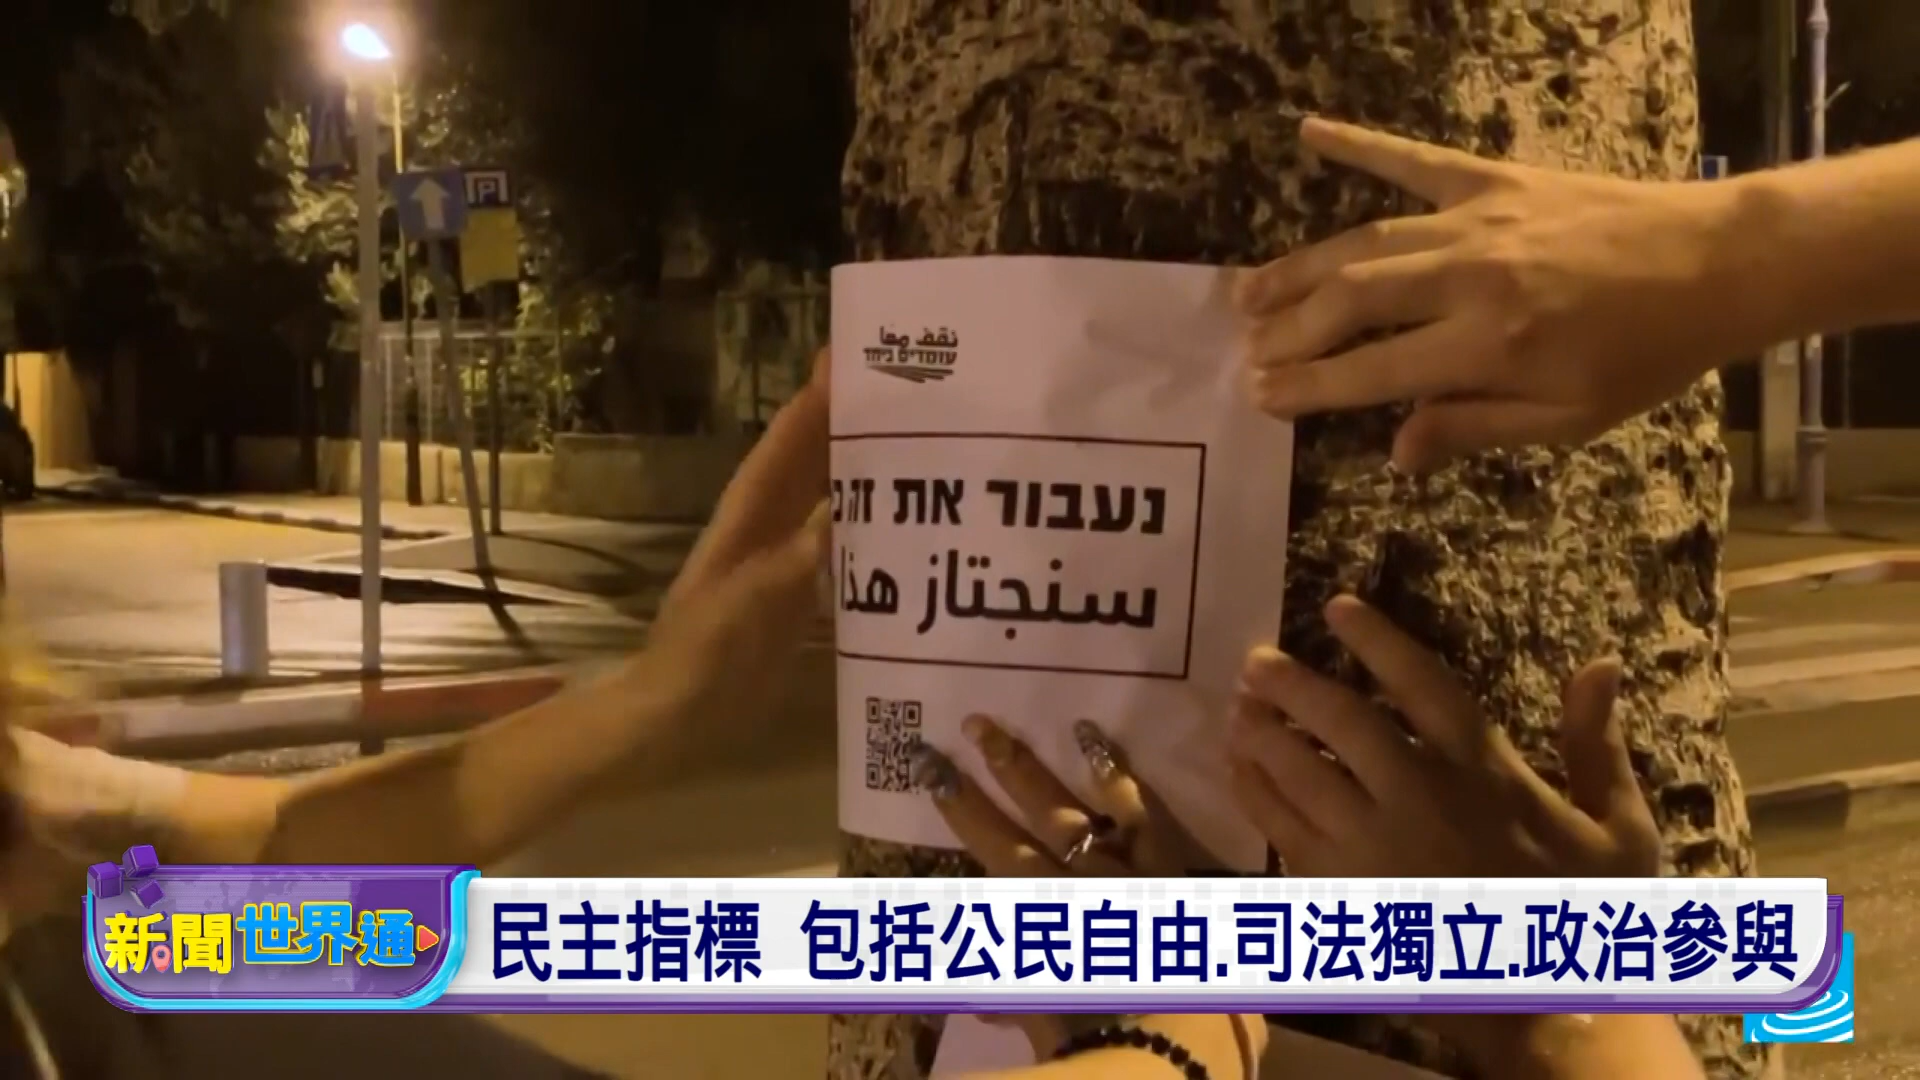 P
نقف معا
עומדים ביחד
נעבור את זה
سنجتاز هذا
新聞世界通
民主指標 包括公民自由.司法獨立.政治參與